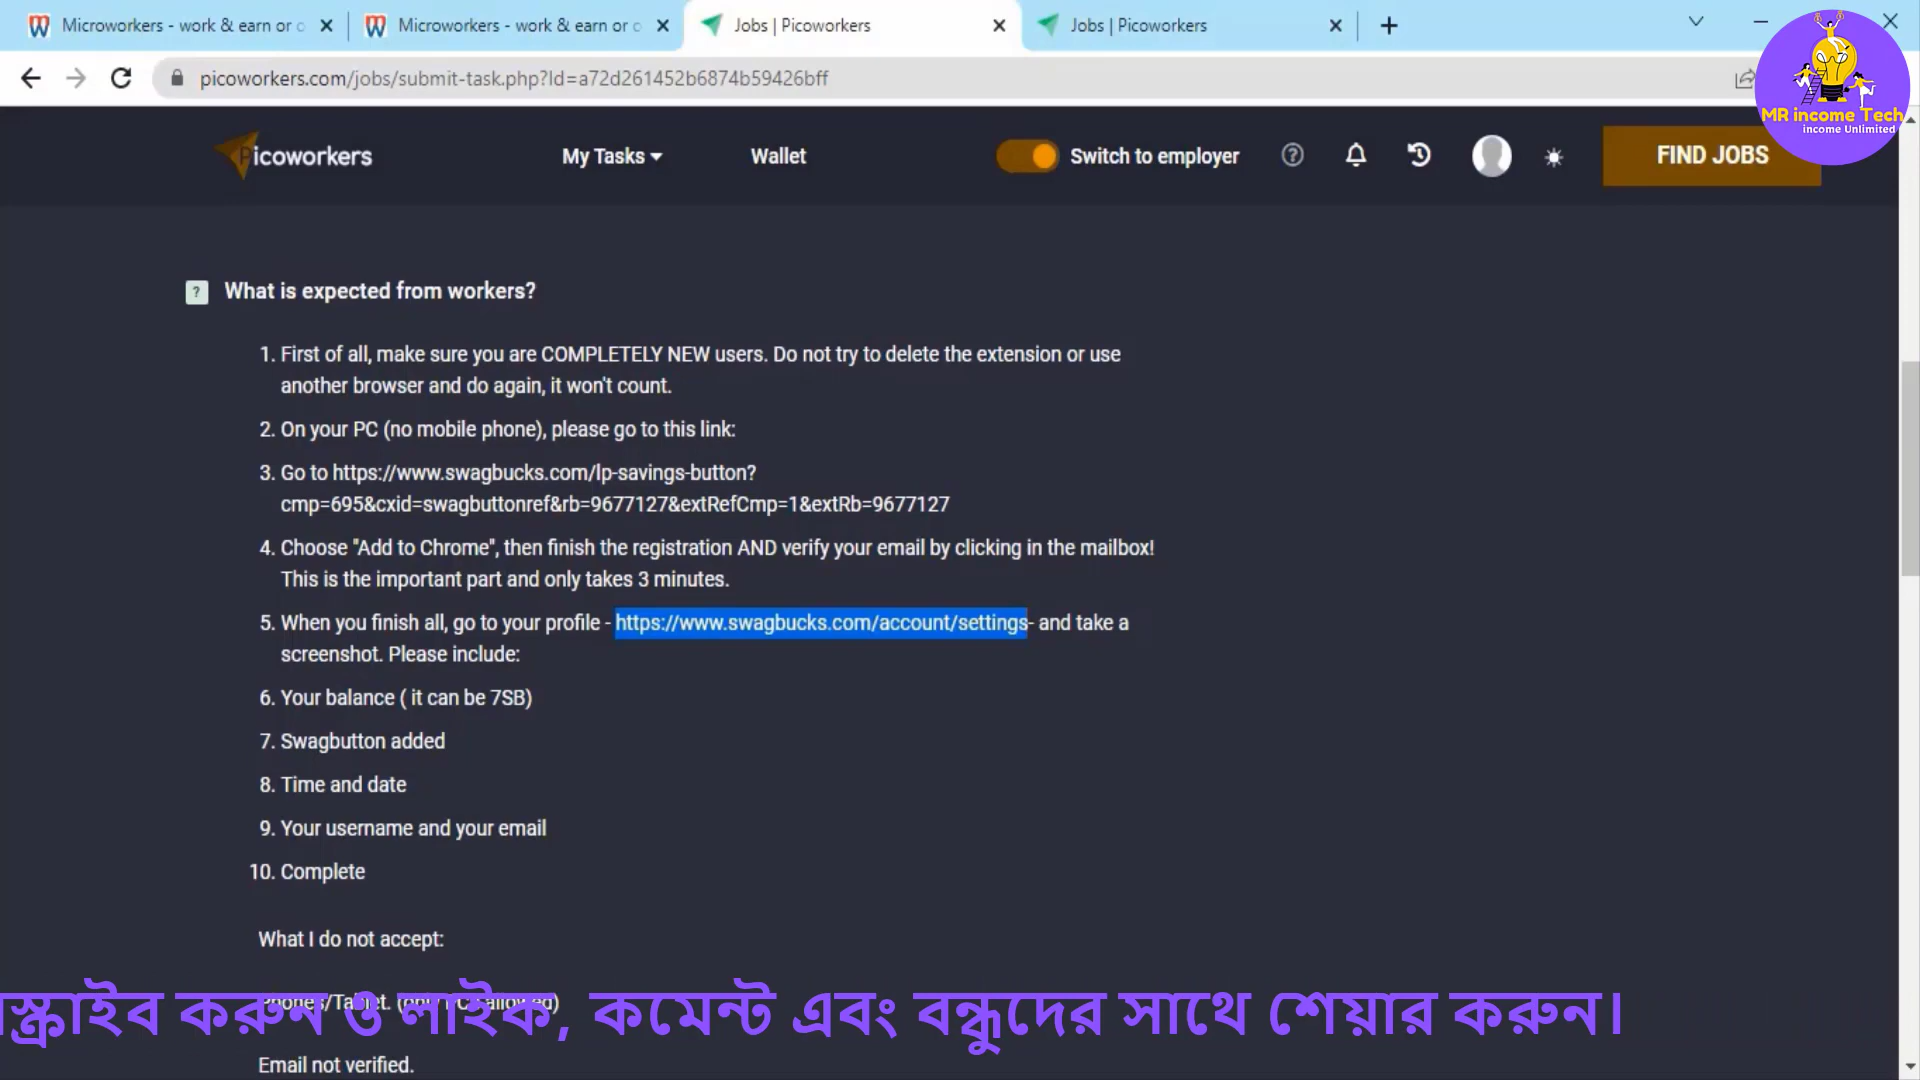 Microworkers - work & earn or c
Microworkers - work & earn or c
Jobs | Picoworkers
Jobs | Picoworkers
picoworkers.com/jobs/submit-task.php?Id=a72d261452b6874b59426bff
MR income Tech
income Unlimited
Picoworkers
My Tasks
Wallet
Switch to employer
FIND JOBS
What is expected from workers?
1. First of all, make sure you are COMPLETELY NEW users. Do not try to delete the extension or use
another browser and do again, it won't count.
2. On your PC (no mobile phone), please go to this link:
3. Go to https://www.swagbucks.com/lp-savings-button?
cmp=695&cxid=swagbuttonref&rb=9677127&extRefCmp=1&extRb=9677127
4. Choose "Add to Chrome", then finish the registration AND verify your email by clicking in the mailbox!
This is the important part and only takes 3 minutes.
5. When you finish all, go to your profile - https://www.swagbucks.com/account/settings- and take a
screenshot. Please include:
6. Your balance ( it can be 7SB)
7. Swagbutton added
8. Time and date
9. Your username and your email
10. Complete
What I do not accept:
Phones/Tablet. (only PCs allowed)
স্ক্রাইব করুন ও লাইক, কমেন্ট এবং বন্ধুদের সাথে শেয়ার করুন।
Email not verified.